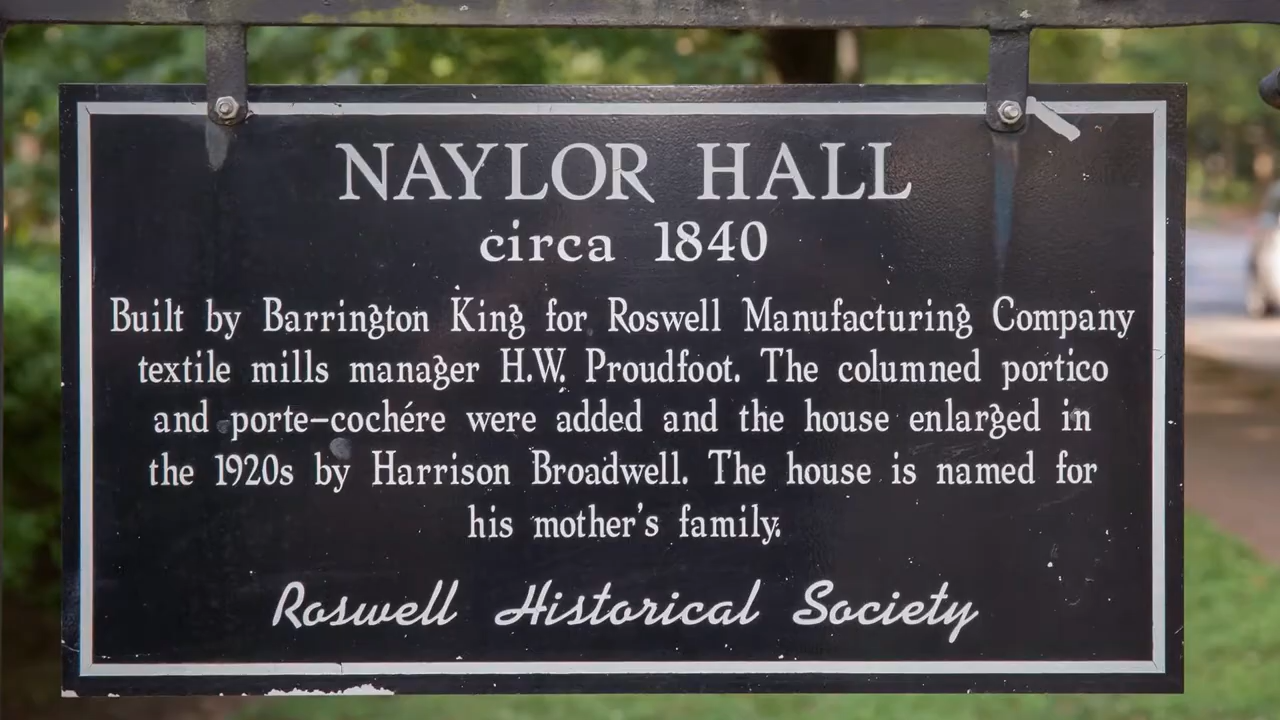 NAYLOR HALL
circa 1840
Built by Barrington King for Roswell Manufacturing Company
textile mills manager H.W. Proudfoot. The columned portico
and porte-cochére were added and the house enlarged in
the 1920s by Harrison Broadwell. The house is named for
his mother's family.
Roswell Historical Society